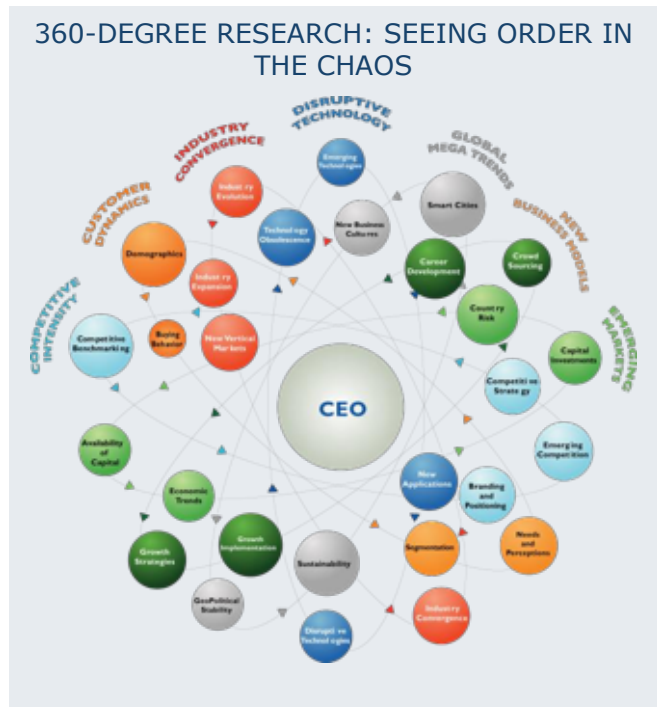 360-DEGREE RESEARCH: SEEING ORDER IN
THE CHAOS
DISRUPTIVE
TECHNOLOGY
INDUSTRY
CONVERGENCE
GLOBAL
MEGA TRENDS
CUSTOMER
DYNAMICS
NEW
BUSINESS MODELS
COMPETITIVE
INTENSITY
EMERGING
MARKETS
Emerging
Technologies
Industry
Evolution
Smart Cities
Technology
Obsolescence
New Business
Cultures
Demographics
Career
Development
Crowd
Sourcing
Industry
Expansion
Country
Risk
Competitive
Benchmarking
Buying
Behavior
New Vertical
Markets
Capital
Investments
Competitive
Strategy
CEO
Availability
of
Capital
Emerging
Competition
Economic
Trends
New
Applications
Branding
and
Positioning
Growth
Strategies
Growth
Implementation
Sustainability
Segmentation
Needs
and
Perceptions
GeoPolitical
Stability
Industry
Convergence
Disruptive
Technologies